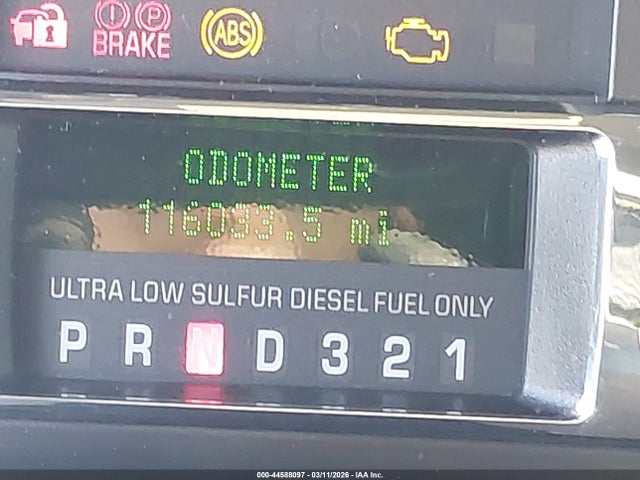 (!) (P)
BRAKE
ABS
ODOMETER
116033.5 mi
ULTRA LOW SULFUR DIESEL FUEL ONLY
P R N D 3 2 1
000-44588097 - 03/11/2026 - IAA Inc.